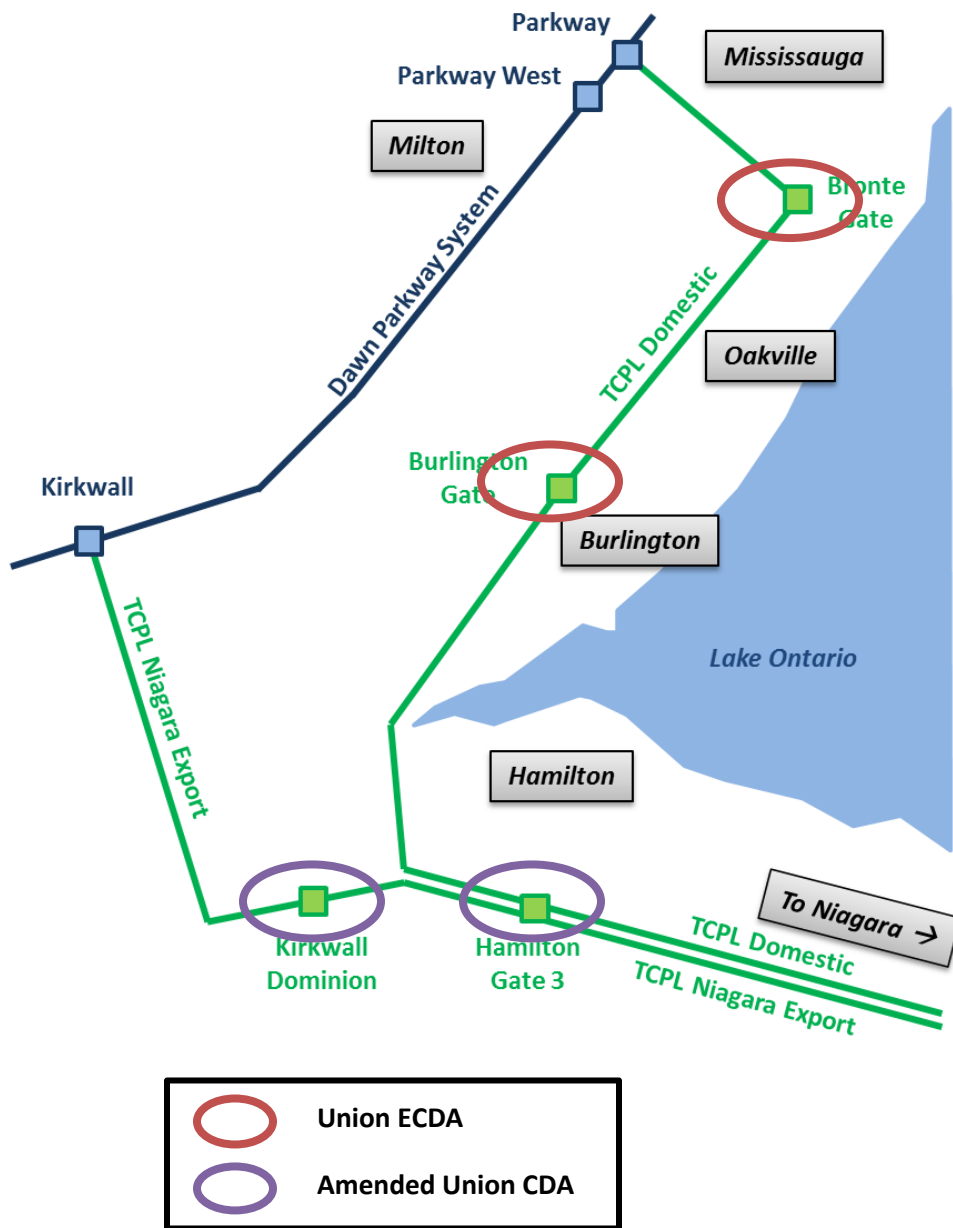 Parkway
Mississauga
Parkway West
Milton
Bronte
Gate
Dawn Parkway System
TCPL Domestic
Oakville
Burlington
Gate
Kirkwall
Burlington
TCPL Niagara Export
Lake Ontario
Hamilton
To Niagara →
Kirkwall
Dominion
Hamilton
Gate 3
TCPL Domestic
TCPL Niagara Export
Union ECDA
Amended Union CDA